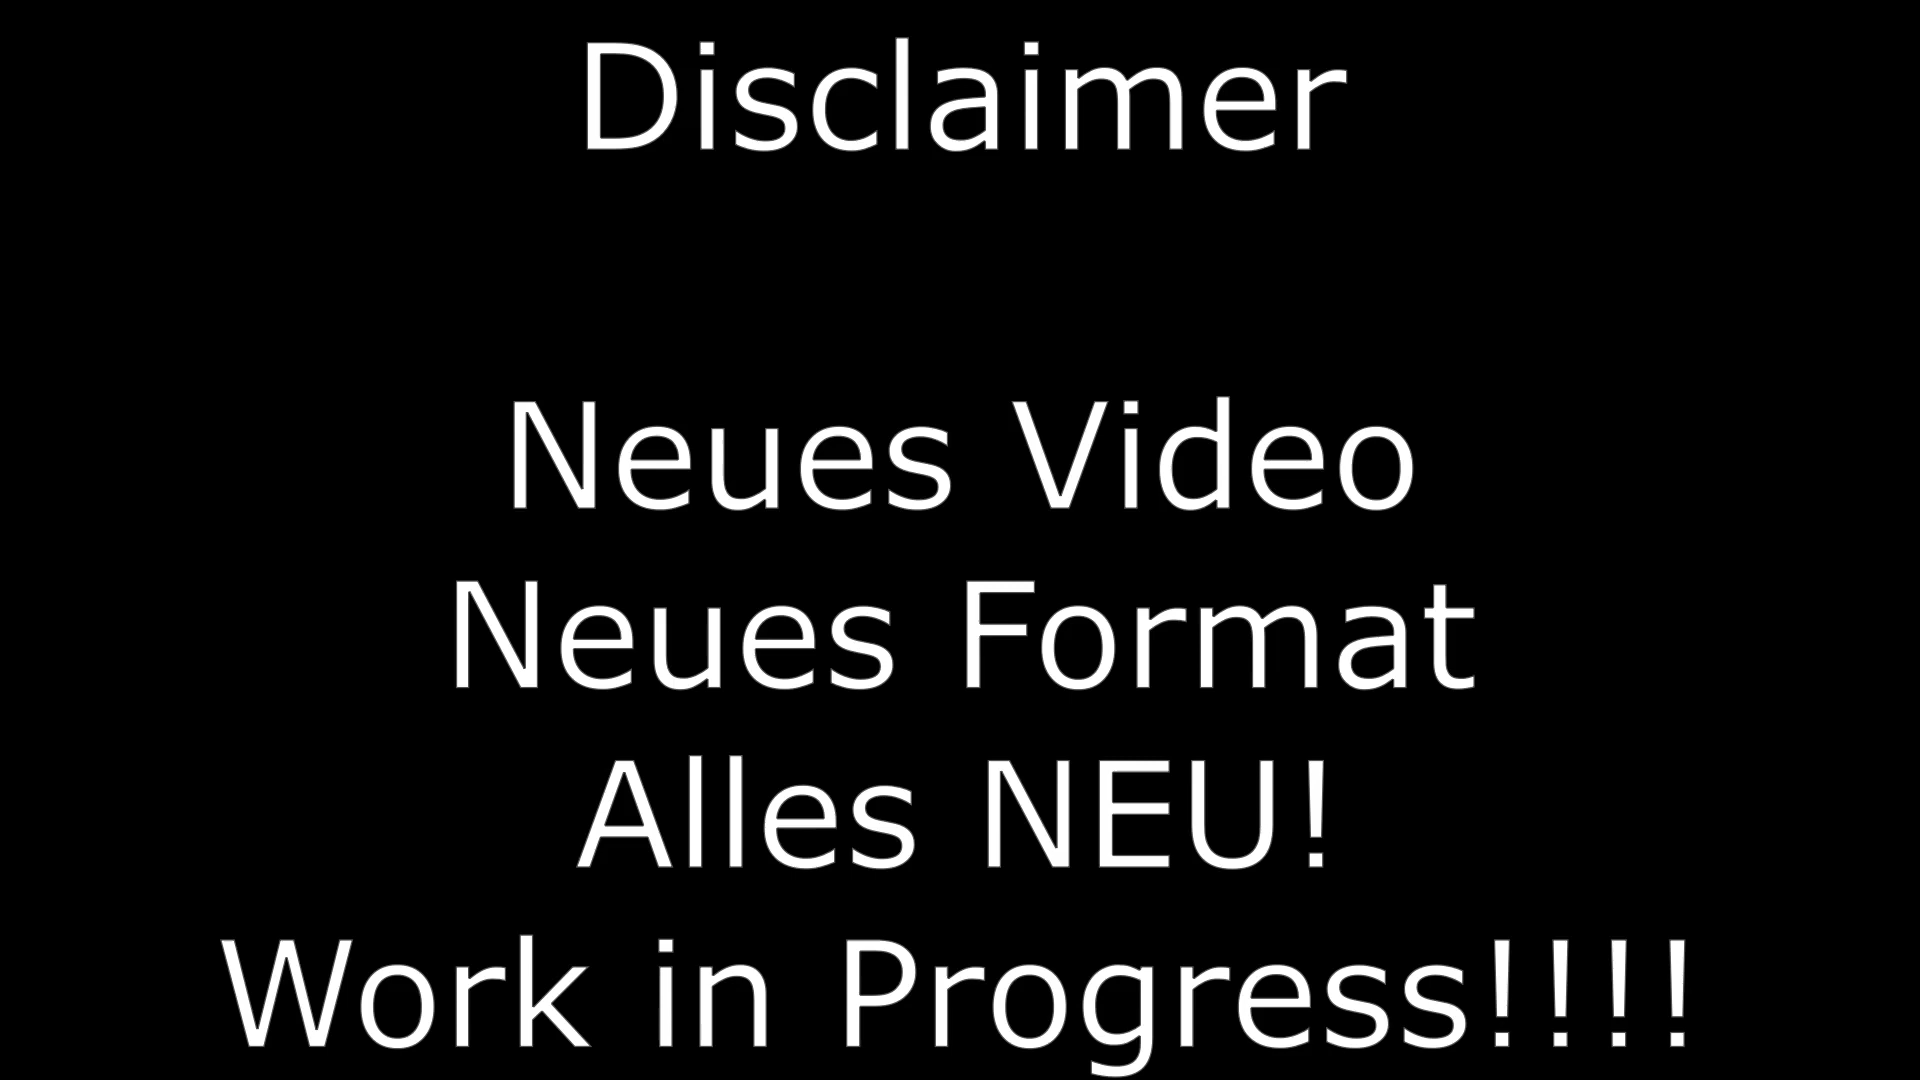 Disclaimer
Neues Video
Neues Format
Alles NEU!
Work in Progress!!!!